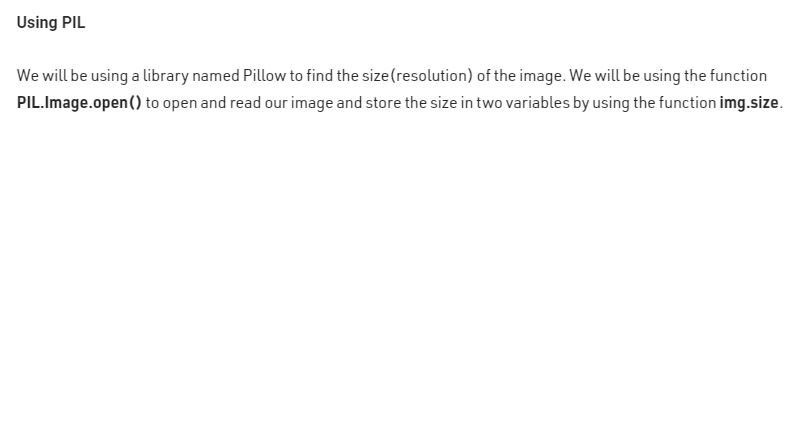 Using PIL
We will be using a library named Pillow to find the size(resolution) of the image. We will be using the function
PIL.Image.open() to open and read our image and store the size in two variables by using the function img.size.